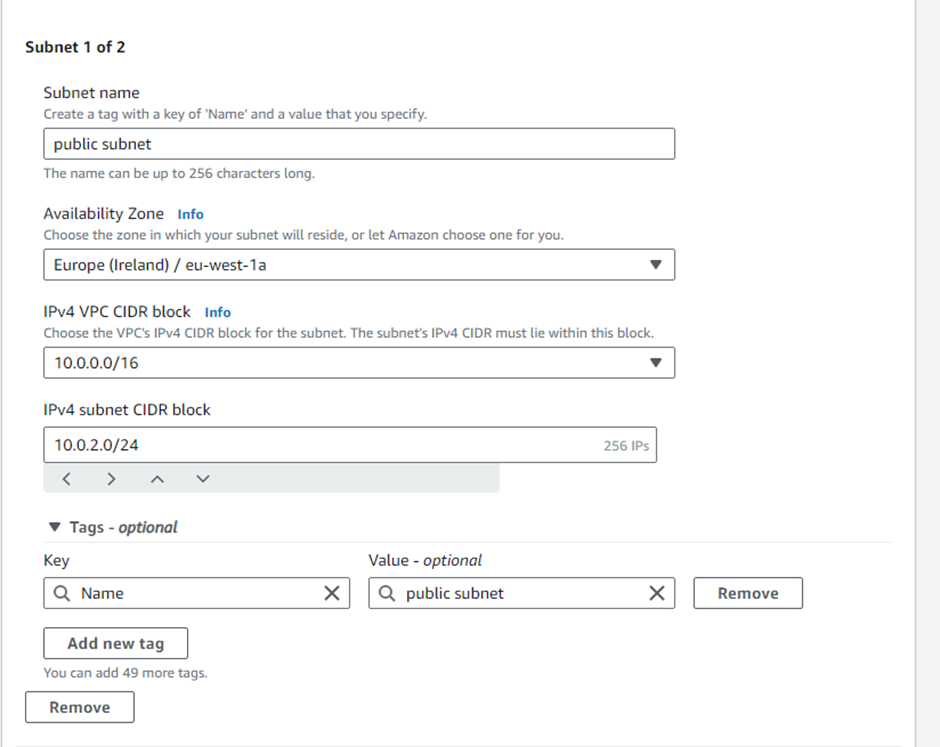 Subnet 1 of 2
Subnet name
Create a tag with a key of 'Name' and a value that you specify.
public subnet
The name can be up to 256 characters long.
Availability Zone Info
Choose the zone in which your subnet will reside, or let Amazon choose one for you.
Europe (Ireland) / eu-west-1a
IPv4 VPC CIDR block Info
Choose the VPC's IPv4 CIDR block for the subnet. The subnet's IPv4 CIDR must lie within this block.
10.0.0.0/16
IPv4 subnet CIDR block
10.0.2.0/24 256 IPs
Tags - optional
Key Value - optional
Name public subnet Remove
Add new tag
You can add 49 more tags.
Remove